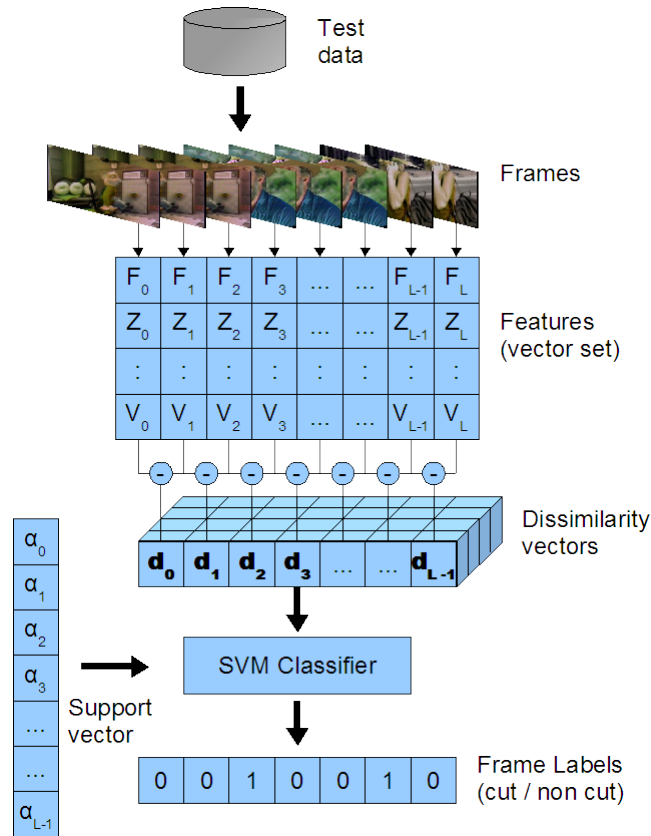 Test
data
Frames
F0 F1 F2 F3 ... ... FL-1 FL
Z0 Z1 Z2 Z3 ... ... ZL-1 ZL
: : : : : : : :
V0 V1 V2 V3 ... ... VL-1 VL
Features
(vector set)
- - - - - - -
Dissimilarity
vectors
d0 d1 d2 d3 ... ... dL-1
α0
α1
α2
α3
...
...
αL-1
Support
vector
SVM Classifier
0 0 1 0 0 1 0
Frame Labels
(cut / non cut)